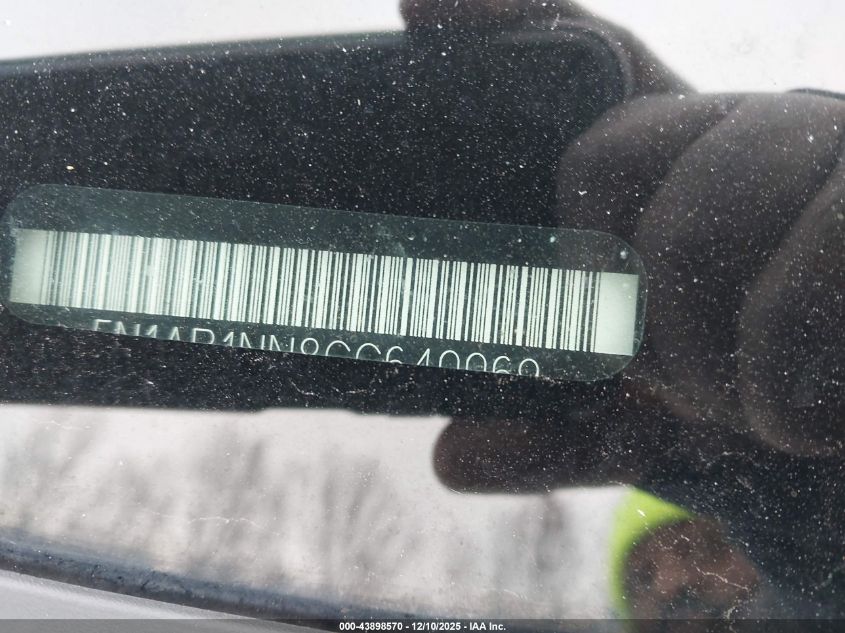 5N1AR1NN8CC640069
000-43898570 — 12/10/2025 - IAA Inc.